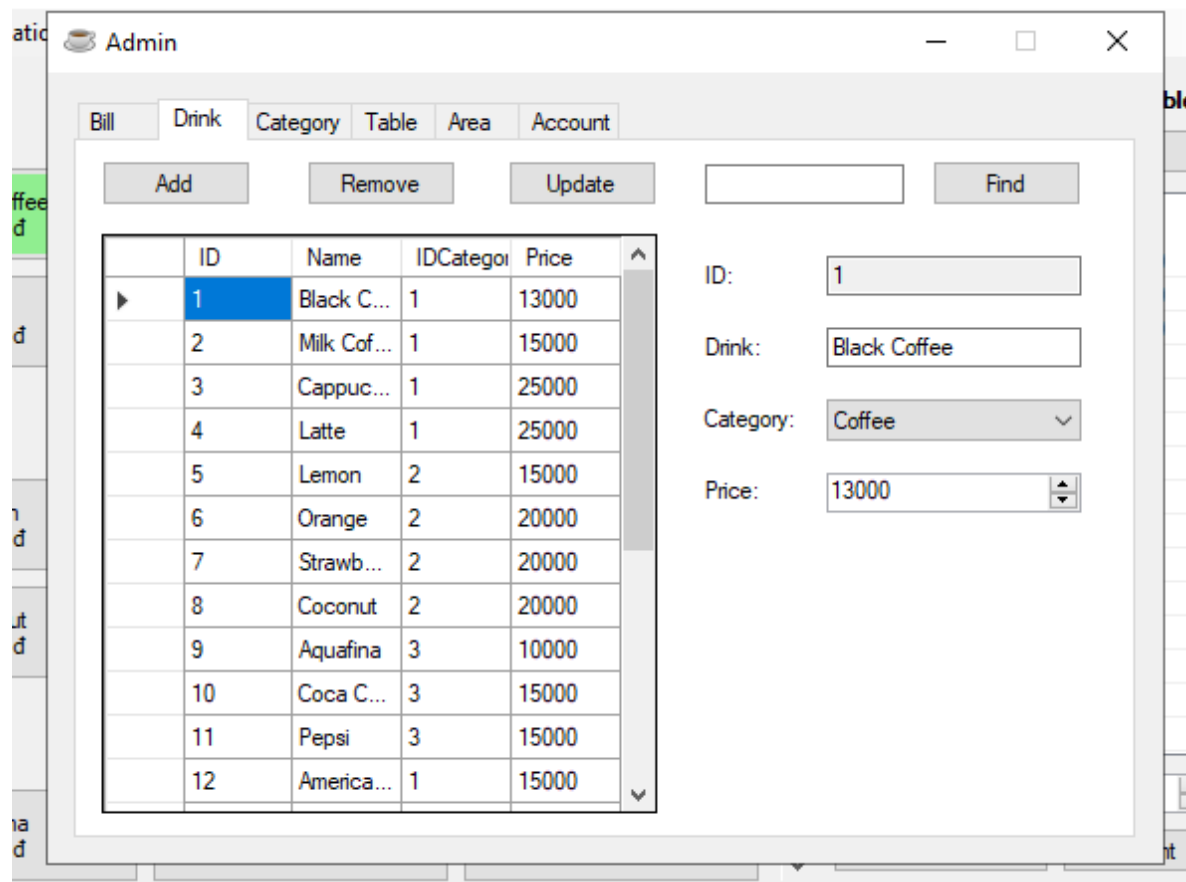 Admin
Bill Drink Category Table Area Account
Add Remove Update Find
ID Name IDCategor Price
1 Black C... 1 13000
2 Milk Cof... 1 15000
3 Cappuc... 1 25000
4 Latte 1 25000
5 Lemon 2 15000
6 Orange 2 20000
7 Strawb... 2 20000
8 Coconut 2 20000
9 Aquafina 3 10000
10 Coca C... 3 15000
11 Pepsi 3 15000
12 America... 1 15000
ID: 1
Drink: Black Coffee
Category: Coffee
Price: 13000
đ
đ
đ
đ
đ